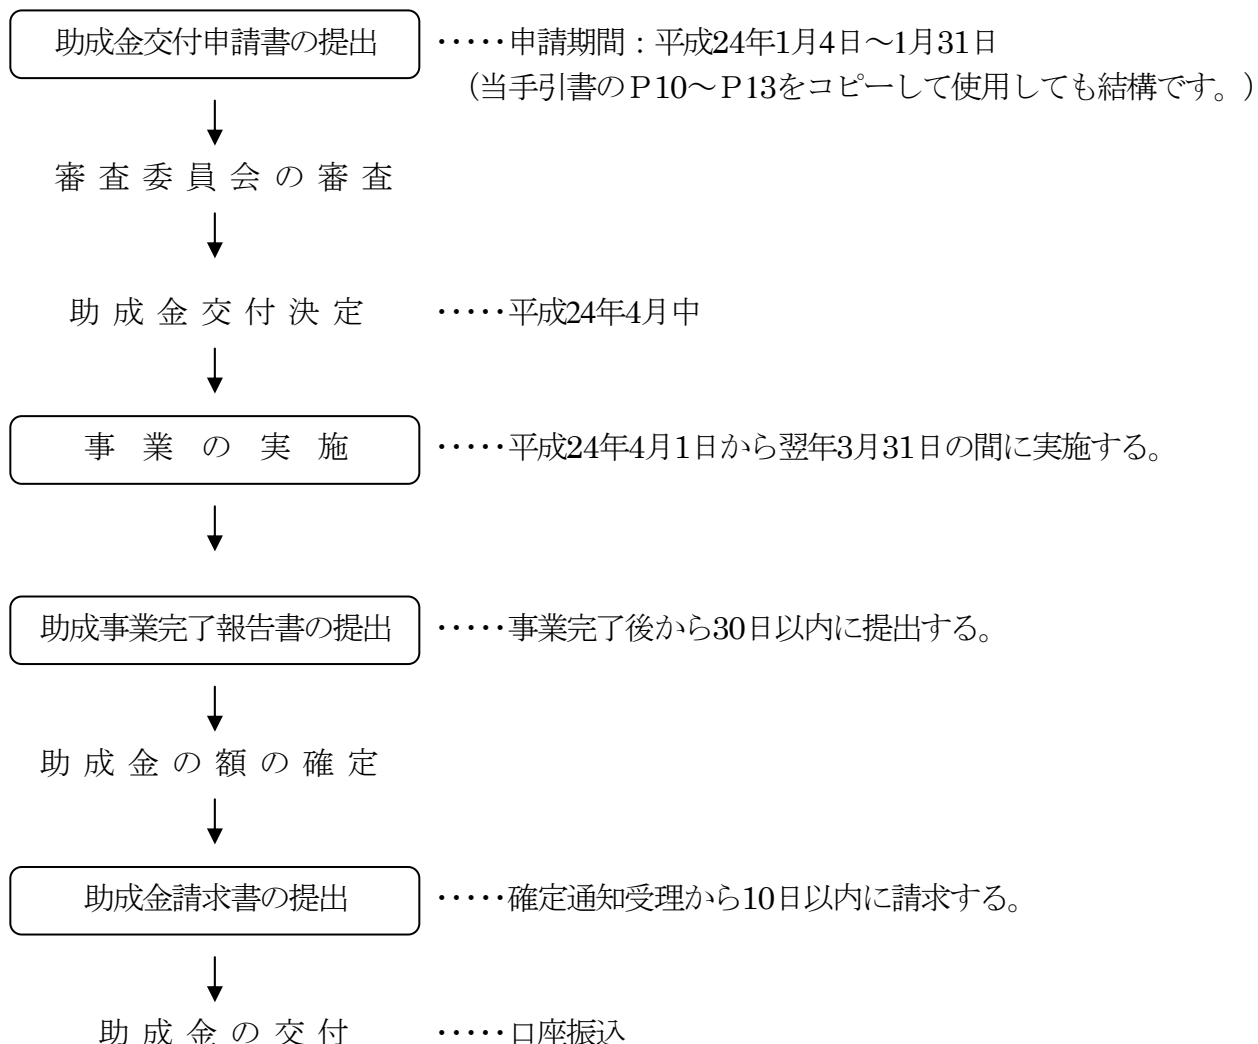 助成金交付申請書の提出 ・・・・・申請期間：平成24年1月4日～1月31日
（当手引書のＰ10～Ｐ13をコピーして使用しても結構です。）
審査委員会の審査
助成金交付決定 ・・・・・平成24年4月中
事業の実施 ・・・・・平成24年4月1日から翌年3月31日の間に実施する。
助成事業完了報告書の提出 ・・・・・事業完了後から30日以内に提出する。
助成金の額の確定
助成金請求書の提出 ・・・・・確定通知受理から10日以内に請求する。
助成金の交付 ・・・・・口座振込